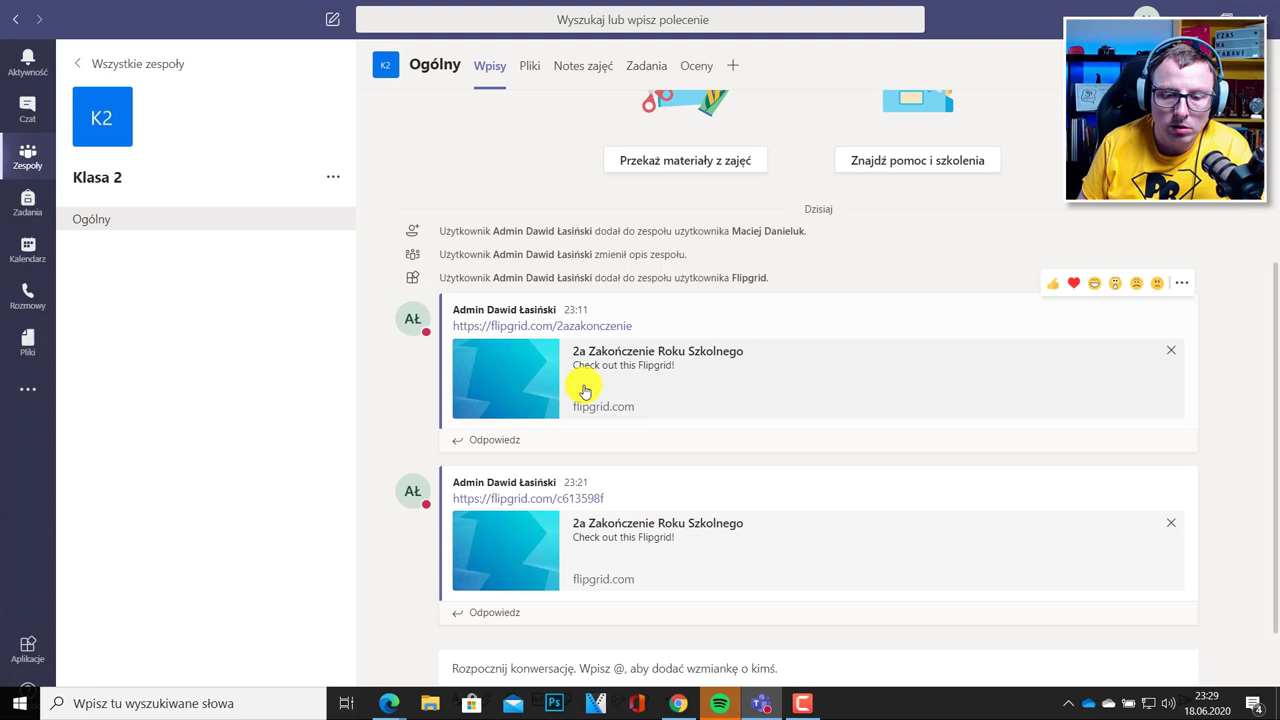 Wyszukaj lub wpisz polecenie
Aktywność
Czat
Zespoły
Zadania
Kalendarz
Rozmowy
Pliki
Aplikacje
Wszystkie zespoły
K2
Klasa 2
Ogólny
K2
Ogólny
Wpisy
Pliki
Notes zajęć
Zadania
Oceny
Przekaż materiały z zajęć
Znajdź pomoc i szkolenia
Dzisiaj
Użytkownik Admin Dawid Łasiński dodał do zespołu użytkownika Maciej Danieluk.
Użytkownik Admin Dawid Łasiński zmienił opis zespołu.
Użytkownik Admin Dawid Łasiński dodał do zespołu użytkownika Flipgrid.
AŁ
Admin Dawid Łasiński 23:11
https://flipgrid.com/2azakonczenie
2a Zakończenie Roku Szkolnego
Check out this Flipgrid!
flipgrid.com
Odpowiedz
AŁ
Admin Dawid Łasiński 23:21
https://flipgrid.com/c613598f
2a Zakończenie Roku Szkolnego
Check out this Flipgrid!
flipgrid.com
Odpowiedz
Rozpocznij konwersację. Wpisz @, aby dodać wzmiankę o kimś.
Wpisz tu wyszukiwane słowa
Ps
23:29
18.06.2020
4